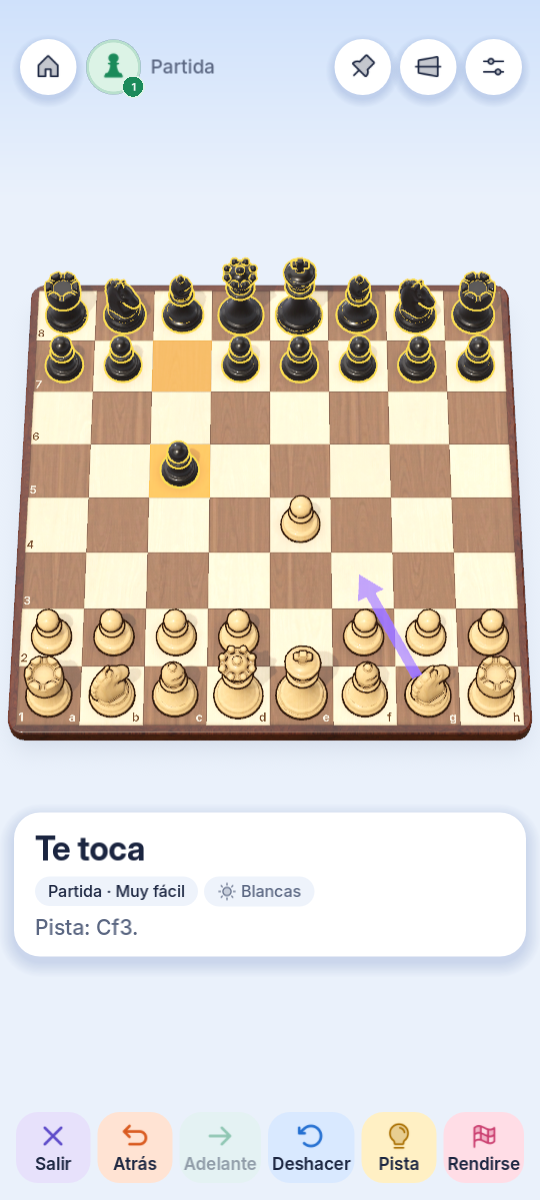 Partida
1
8
7
6
5
4
3
2
1 a b c d e f g h
Te toca
Partida · Muy fácil
Blancas
Pista: Cf3.
Salir
Atrás
Adelante
Deshacer
Pista
Rendirse